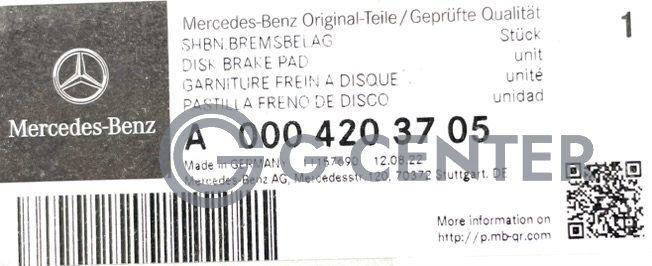 Mercedes-Benz
Mercedes-Benz Original-Teile/Geprüfte Qualität
SHBN.BREMSBELAG Stück 1
DISK BRAKE PAD unit
GARNITURE FREIN A DISQUE unité
PASTILLA FRENO DE DISCO unidad
A 000 420 37 05
G CENTER
Made in GERMANY 11157690 12.08.22
Mercedes-Benz AG, Mercedesstr.120, 70372 Stuttgart. DE
More information on
http://p.mb-qr.com